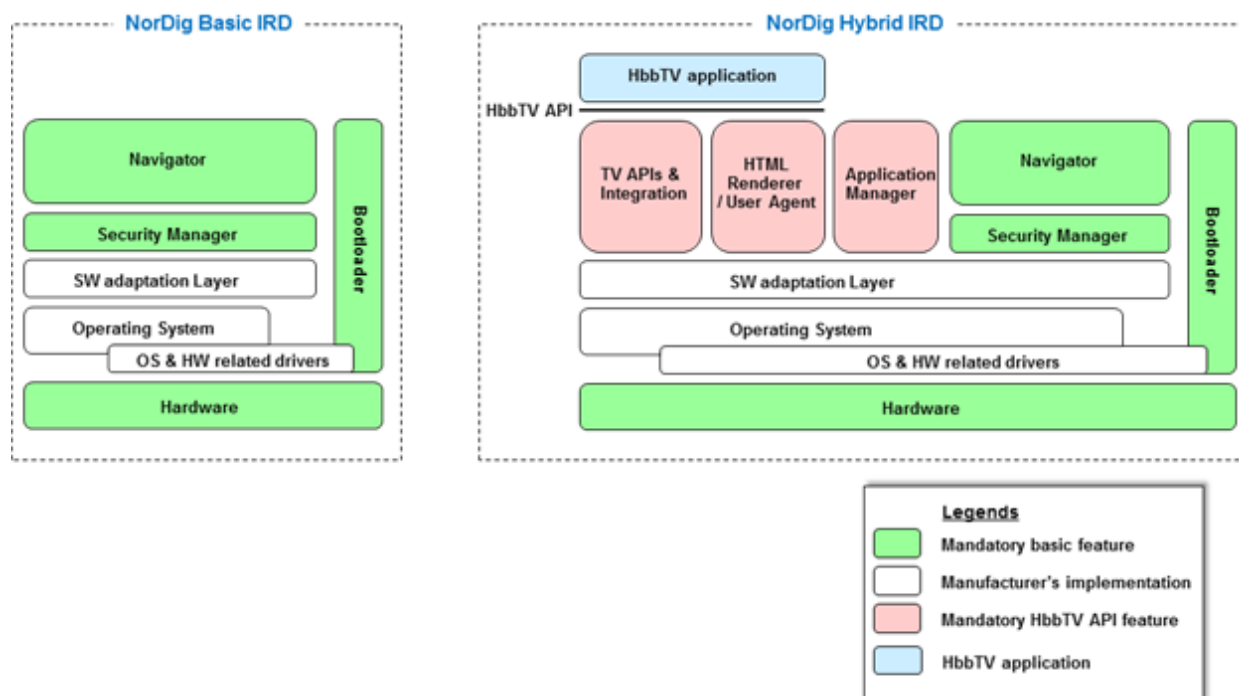 NorDig Basic IRD
Navigator
Security Manager
SW adaptation Layer
Operating System
OS & HW related drivers
Hardware
Bootloader
NorDig Hybrid IRD
HbbTV application
HbbTV API
TV APIs &
Integration
HTML
Renderer
/ User Agent
Application
Manager
Navigator
Security Manager
SW adaptation Layer
Operating System
OS & HW related drivers
Hardware
Bootloader
Legends
Mandatory basic feature
Manufacturer's implementation
Mandatory HbbTV API feature
HbbTV application